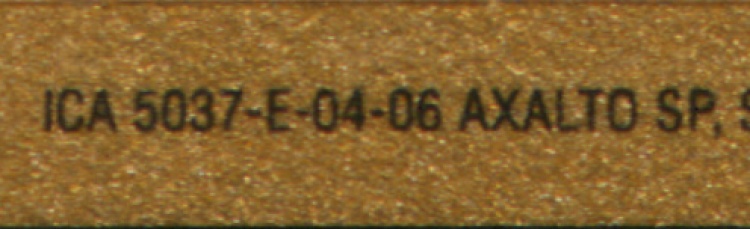 ICA 5037-E-04-06 AXALTO SP, S